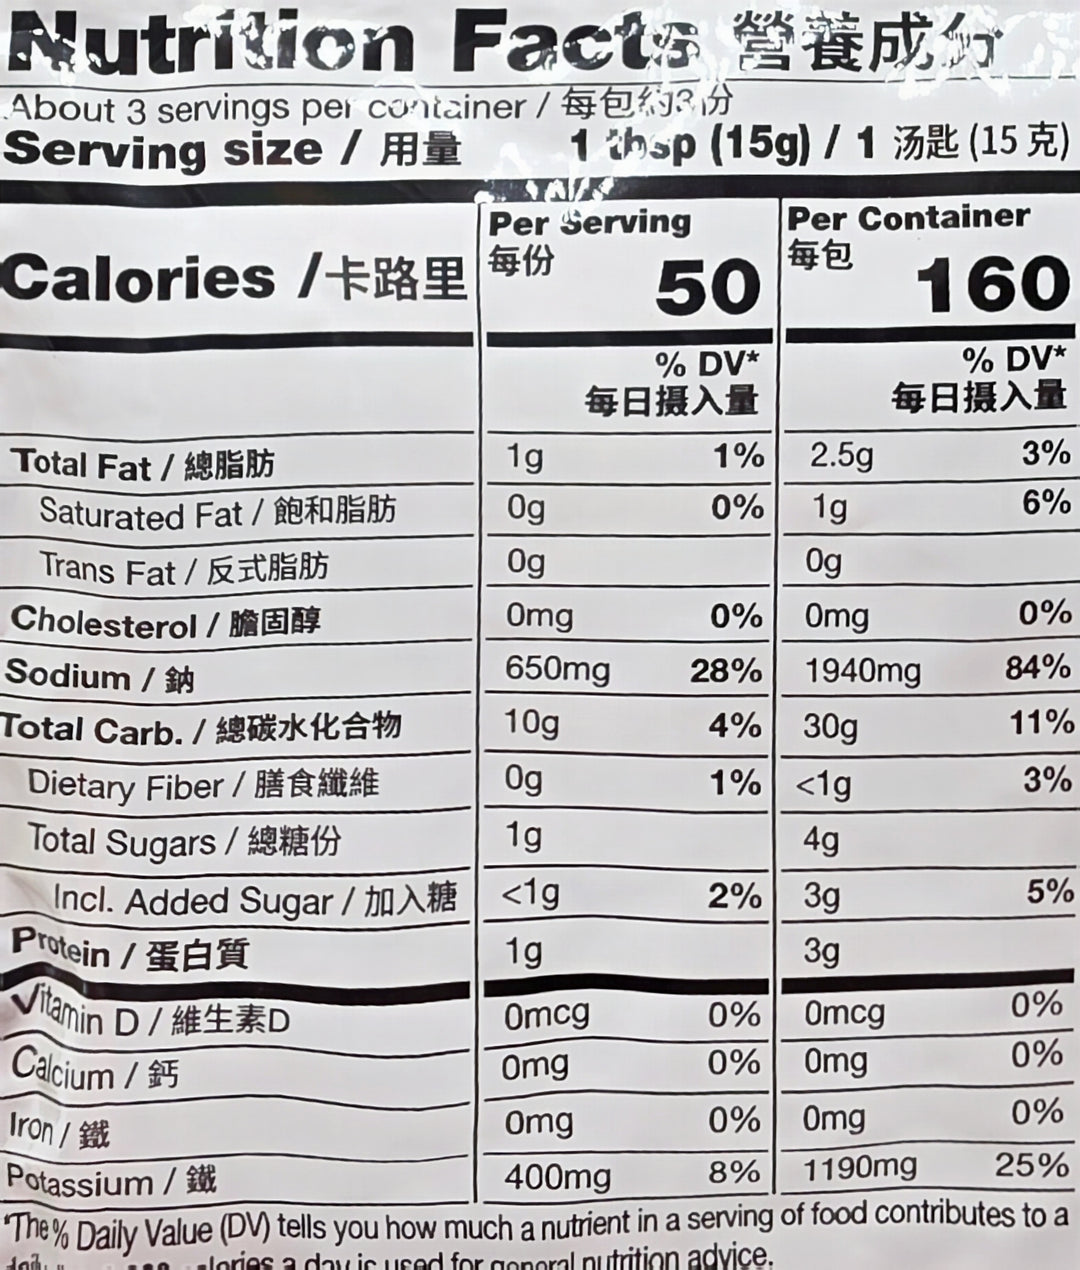 Nutrition Facts 營養成分
About 3 servings per container / 每包約3份
Serving size / 用量 1 tbsp (15g) / 1 汤匙 (15 克)
Per Serving Per Container
Calories /卡路里 每份 50 每包 160
% DV* % DV*
每日摄入量 每日摄入量
Total Fat / 總脂肪 1g 1% 2.5g 3%
Saturated Fat / 飽和脂肪 0g 0% 1g 6%
Trans Fat / 反式脂肪 0g 0g
Cholesterol / 膽固醇 0mg 0% 0mg 0%
Sodium / 鈉 650mg 28% 1940mg 84%
Total Carb. / 總碳水化合物 10g 4% 30g 11%
Dietary Fiber / 膳食纖維 0g 1% <1g 3%
Total Sugars / 總糖份 1g 4g
Incl. Added Sugar / 加入糖 <1g 2% 3g 5%
Protein / 蛋白質 1g 3g
Vitamin D / 維生素D 0mcg 0% 0mcg 0%
Calcium / 鈣 0mg 0% 0mg 0%
Iron / 鐵 0mg 0% 0mg 0%
Potassium / 鐵 400mg 8% 1190mg 25%
*The % Daily Value (DV) tells you how much a nutrient in a serving of food contributes to a
a day is used for general nutrition advice.